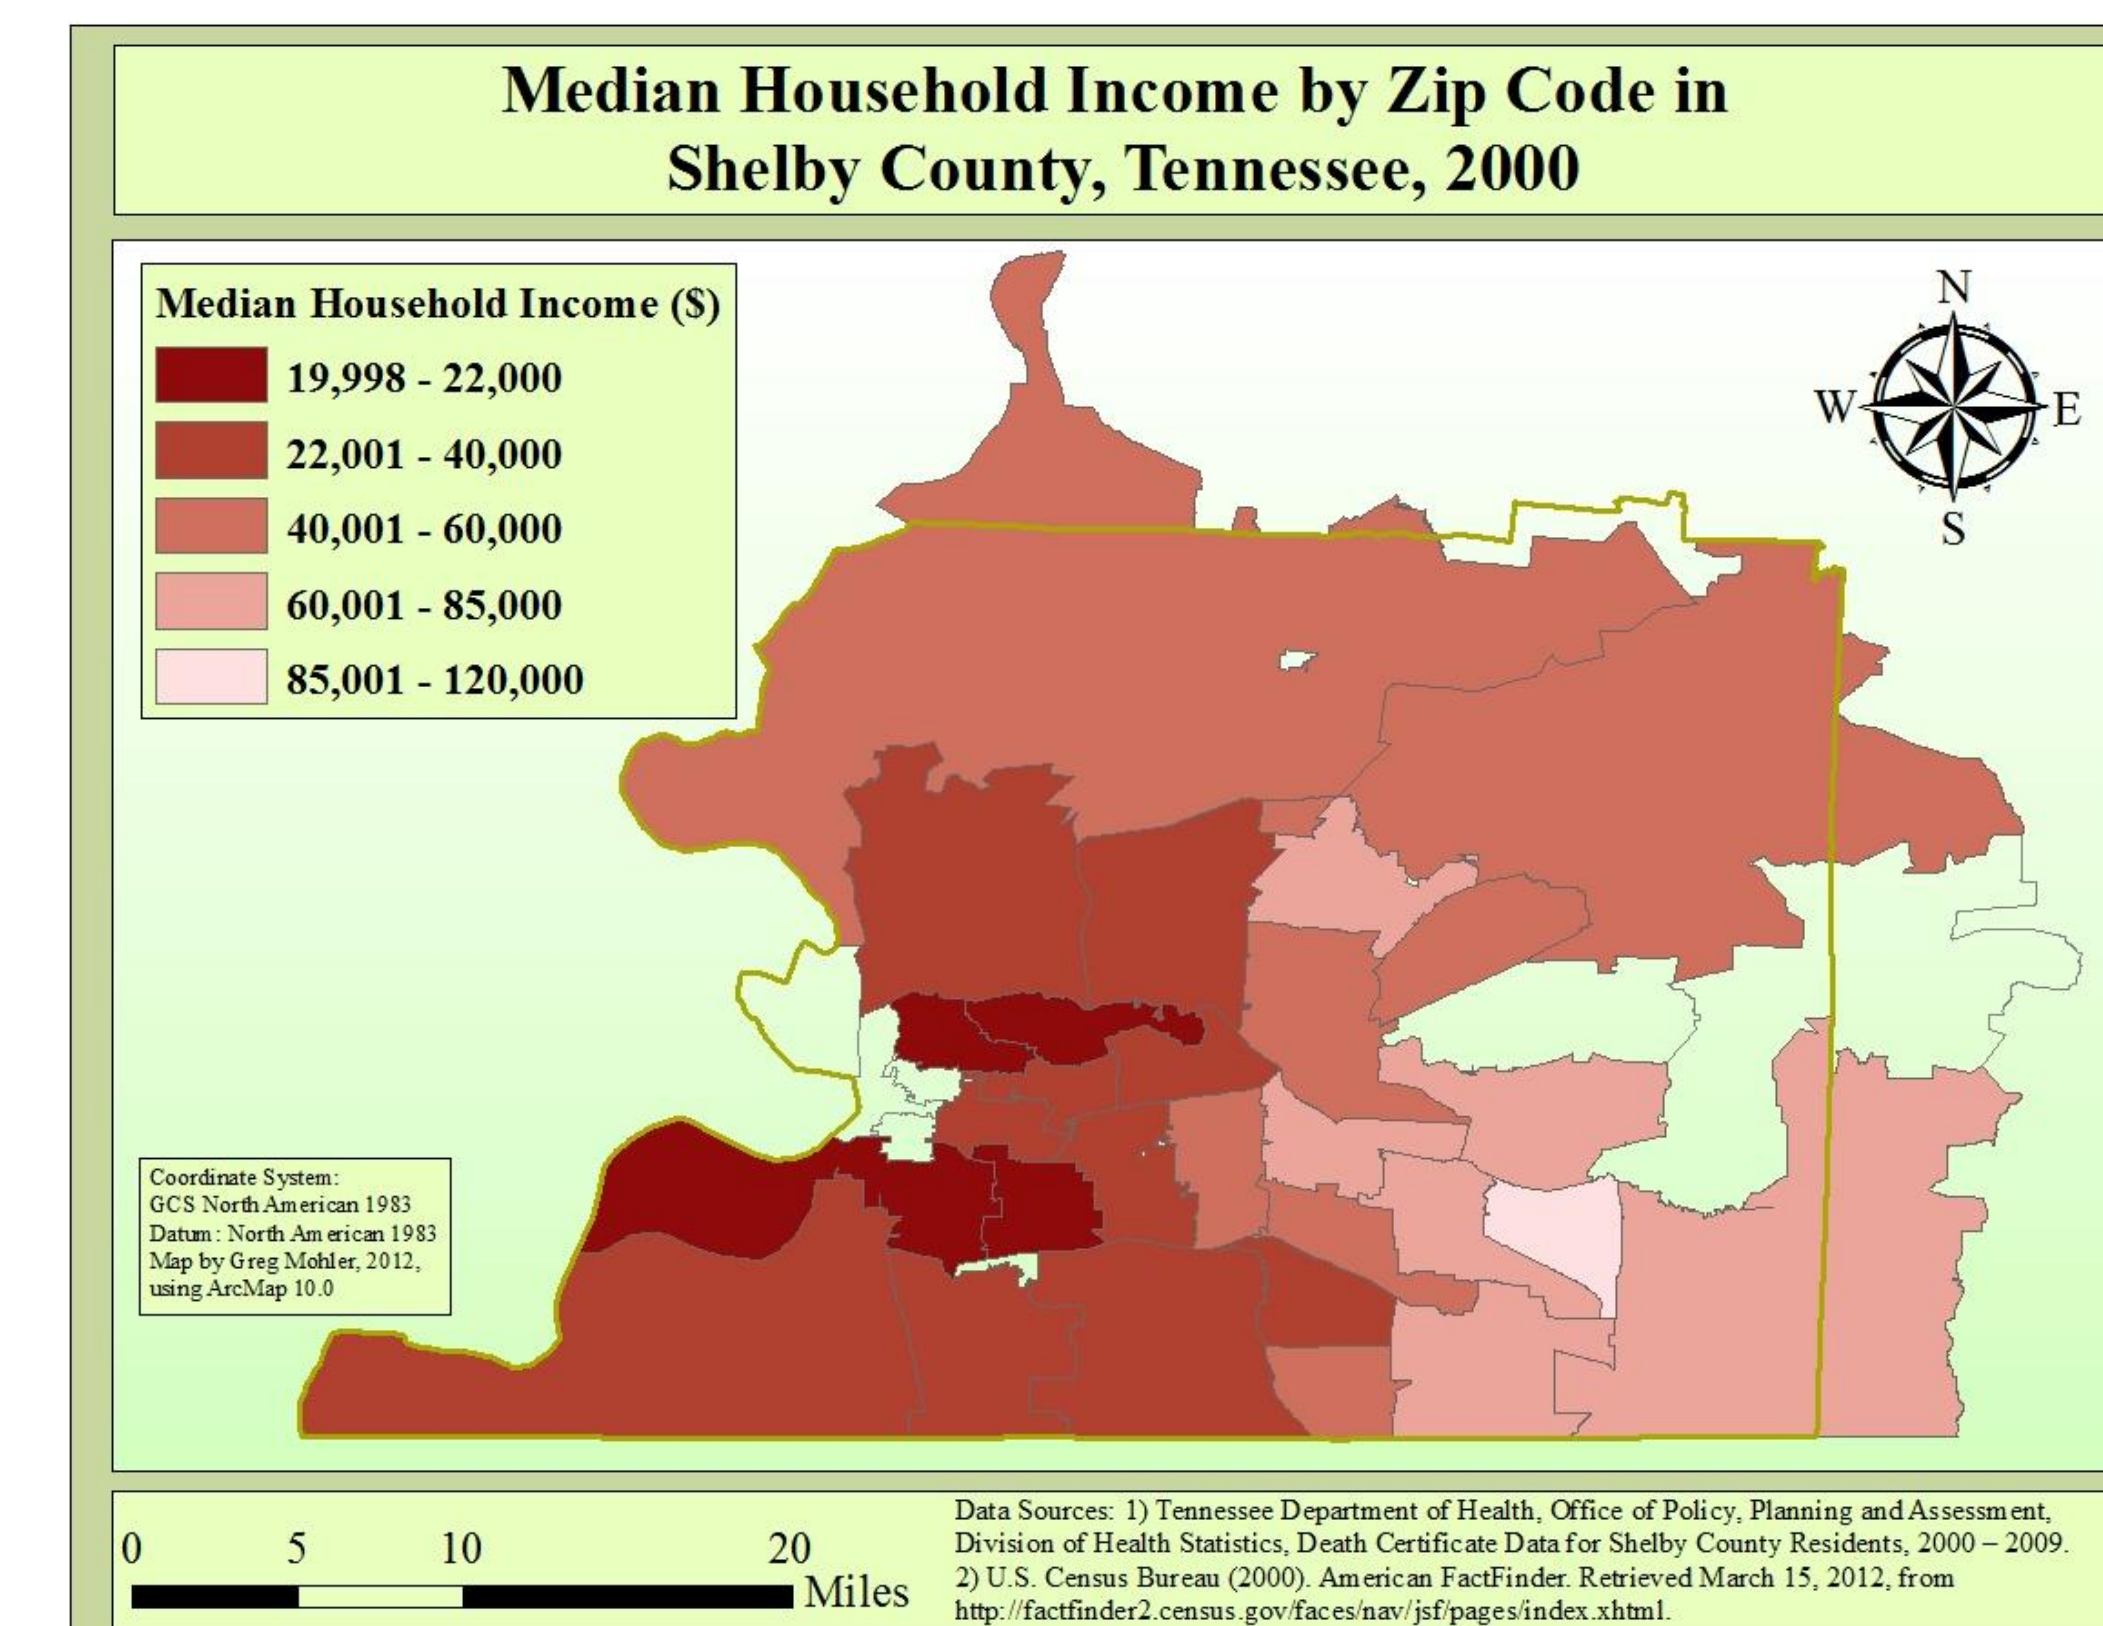 Median Household Income by Zip Code in
Shelby County, Tennessee, 2000
Median Household Income ($)
19,998 - 22,000
22,001 - 40,000
40,001 - 60,000
60,001 - 85,000
85,001 - 120,000
N
W
E
S
Coordinate System:
GCS North American 1983
Datum: North American 1983
Map by Greg Mohler, 2012,
using ArcMap 10.0
0 5 10 20
Miles
Data Sources: 1) Tennessee Department of Health, Office of Policy, Planning and Assessment,
Division of Health Statistics, Death Certificate Data for Shelby County Residents, 2000 – 2009.
2) U.S. Census Bureau (2000). American FactFinder. Retrieved March 15, 2012, from
http://factfinder2.census.gov/faces/nav/jsf/pages/index.xhtml.